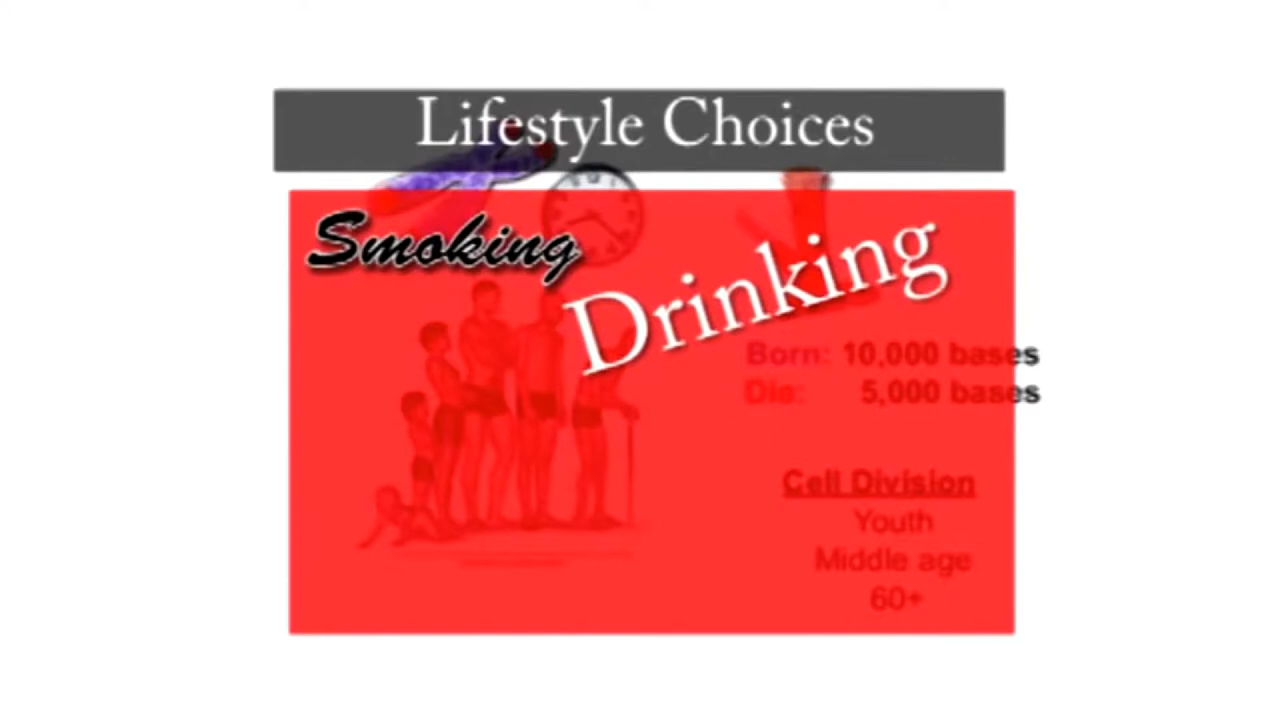 Lifestyle Choices
Smoking
Drinking
Born: 10,000 bases
Die: 5,000 bases
Cell Division
Youth
Middle age
60+